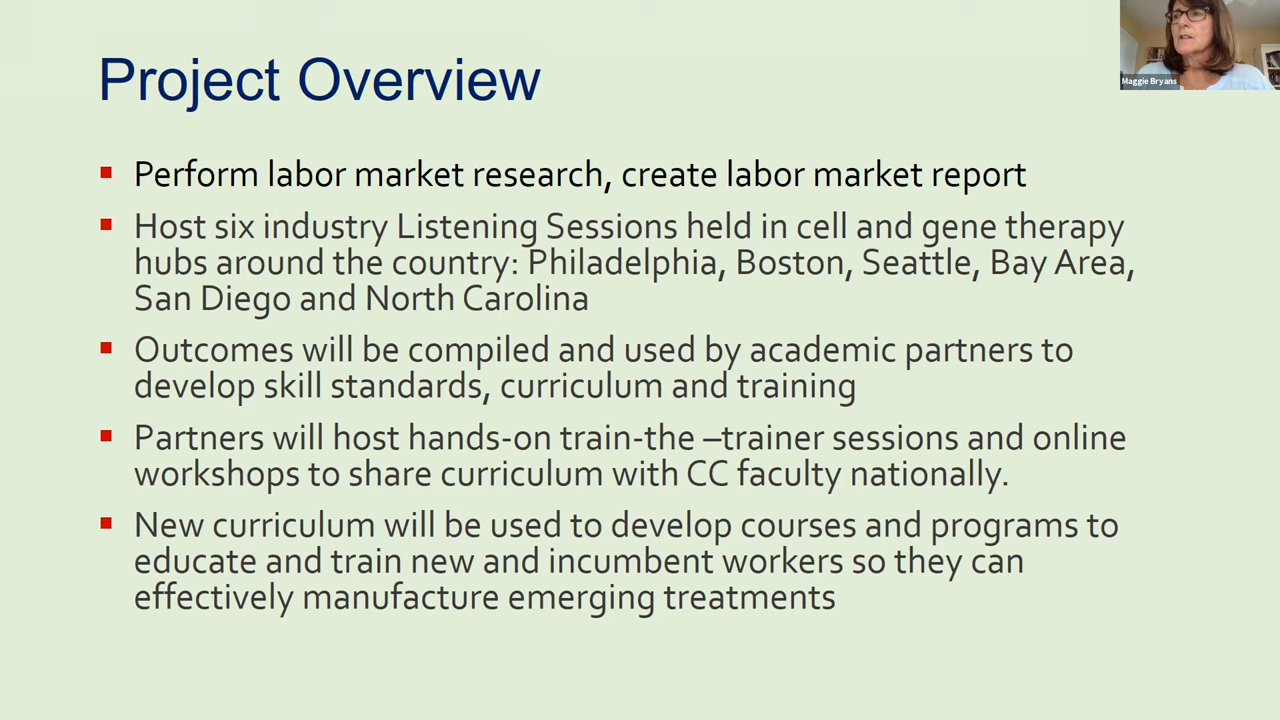 Project Overview
Maggie Bryans
Perform labor market research, create labor market report
Host six industry Listening Sessions held in cell and gene therapy
hubs around the country: Philadelphia, Boston, Seattle, Bay Area,
San Diego and North Carolina
Outcomes will be compiled and used by academic partners to
develop skill standards, curriculum and training
Partners will host hands-on train-the –trainer sessions and online
workshops to share curriculum with CC faculty nationally.
New curriculum will be used to develop courses and programs to
educate and train new and incumbent workers so they can
effectively manufacture emerging treatments